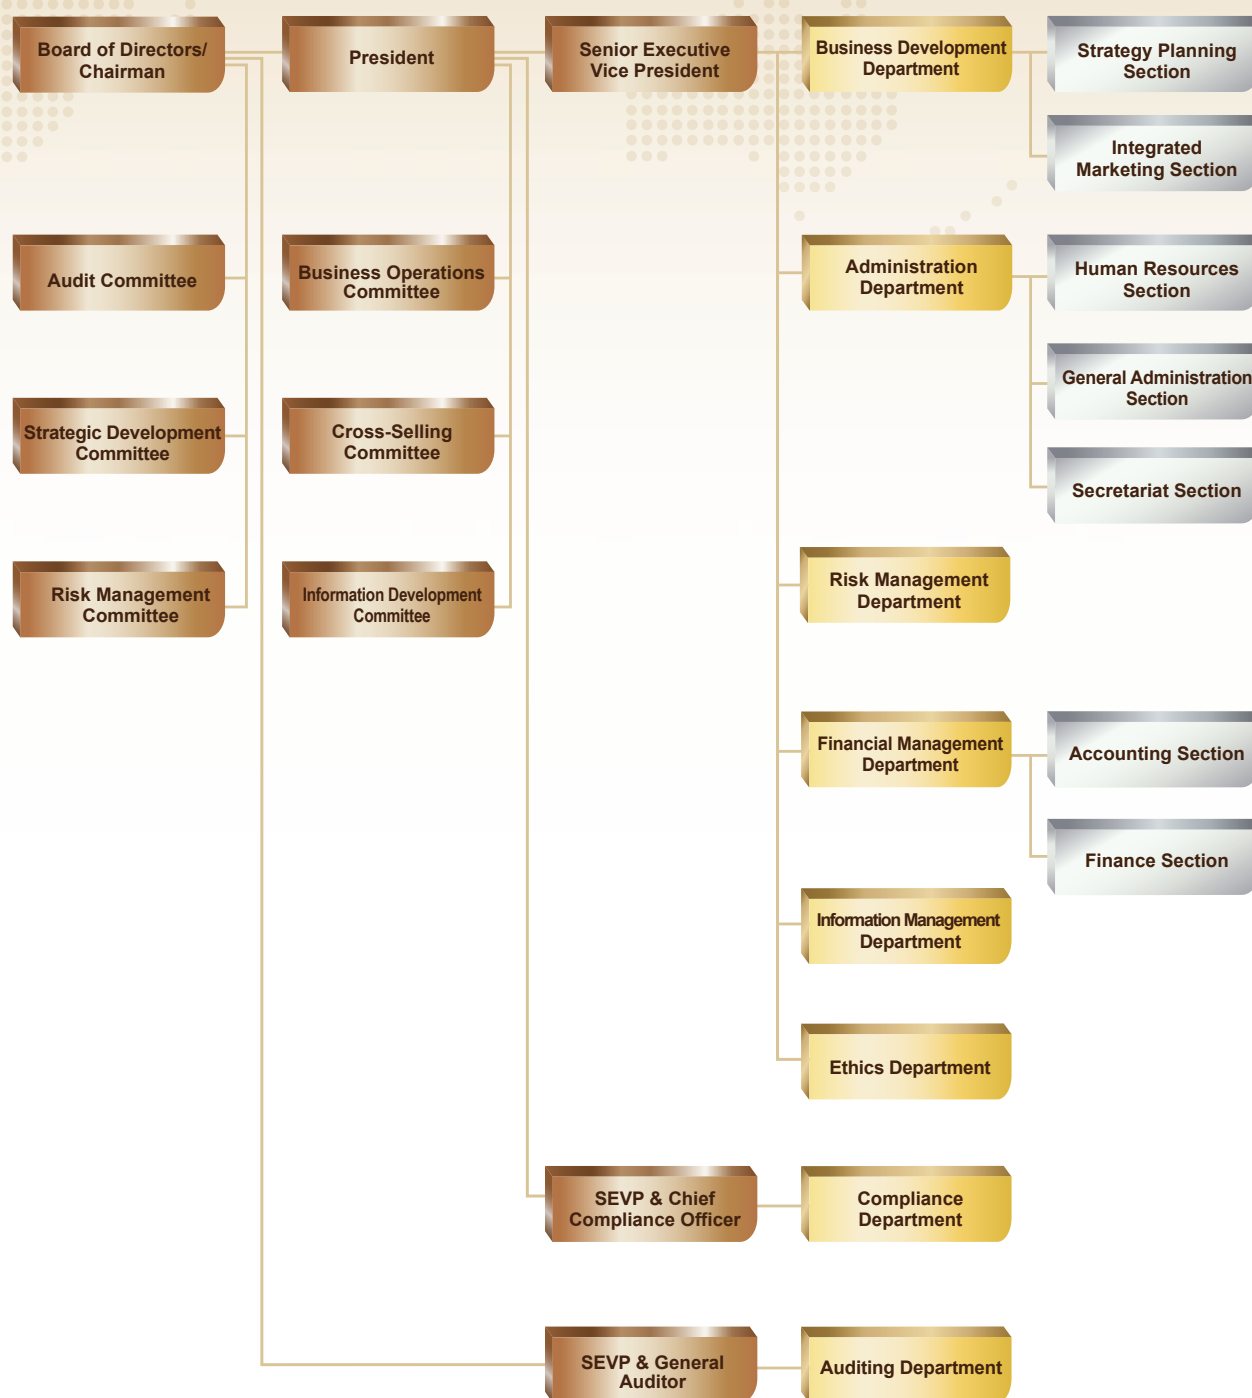 Board of Directors/
Chairman
President
Senior Executive
Vice President
Business Development
Department
Strategy Planning
Section
Integrated
Marketing Section
Audit Committee
Business Operations
Committee
Administration
Department
Human Resources
Section
General Administration
Section
Strategic Development
Committee
Cross-Selling
Committee
Secretariat Section
Risk Management
Committee
Information Development
Committee
Risk Management
Department
Financial Management
Department
Accounting Section
Finance Section
Information Management
Department
Ethics Department
SEVP & Chief
Compliance Officer
Compliance
Department
SEVP & General
Auditor
Auditing Department